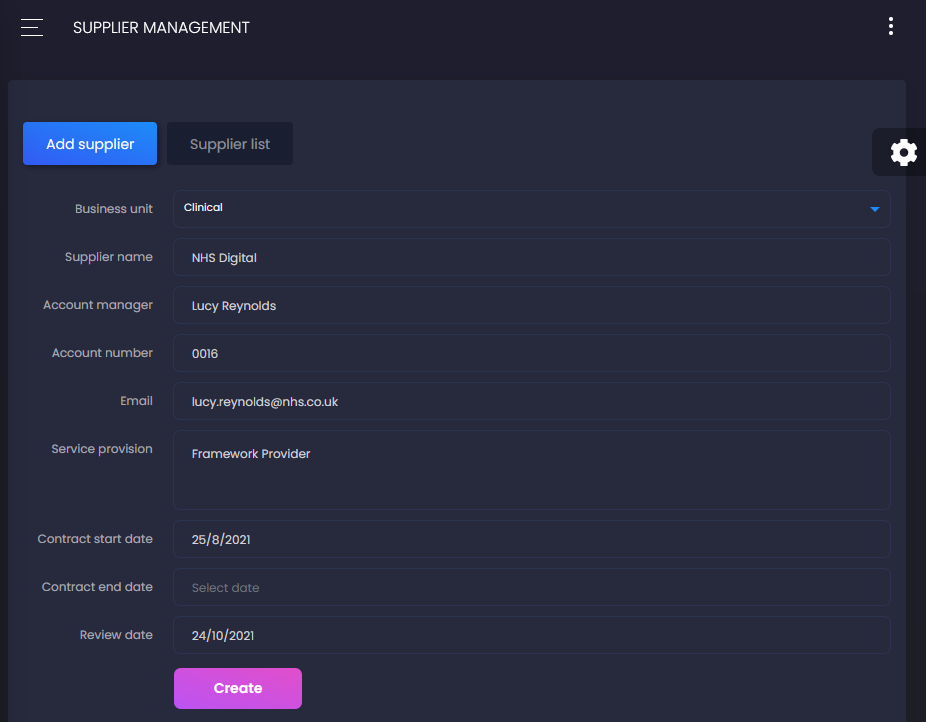 SUPPLIER MANAGEMENT
Add supplier Supplier list
Business unit Clinical
Supplier name NHS Digital
Account manager Lucy Reynolds
Account number 0016
Email lucy.reynolds@nhs.co.uk
Service provision Framework Provider
Contract start date 25/8/2021
Contract end date Select date
Review date 24/10/2021
Create